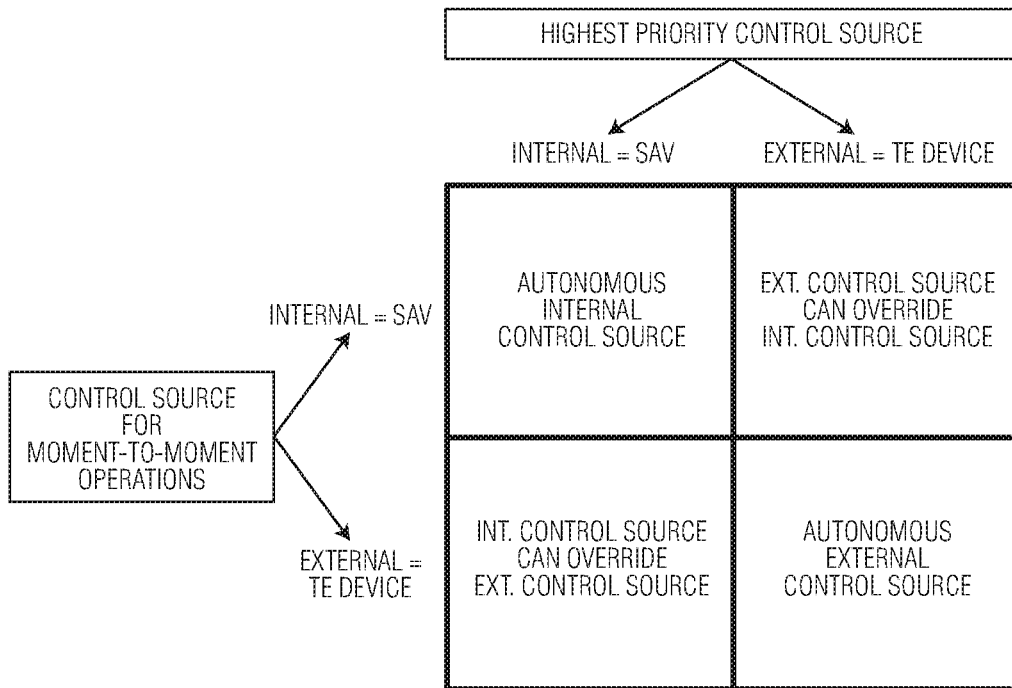 HIGHEST PRIORITY CONTROL SOURCE
INTERNAL = SAV
EXTERNAL = TE DEVICE
AUTONOMOUS
INTERNAL
CONTROL SOURCE
EXT. CONTROL SOURCE
CAN OVERRIDE
INT. CONTROL SOURCE
INTERNAL = SAV
CONTROL SOURCE
FOR
MOMENT-TO-MOMENT
OPERATIONS
EXTERNAL =
TE DEVICE
INT. CONTROL SOURCE
CAN OVERRIDE
EXT. CONTROL SOURCE
AUTONOMOUS
EXTERNAL
CONTROL SOURCE